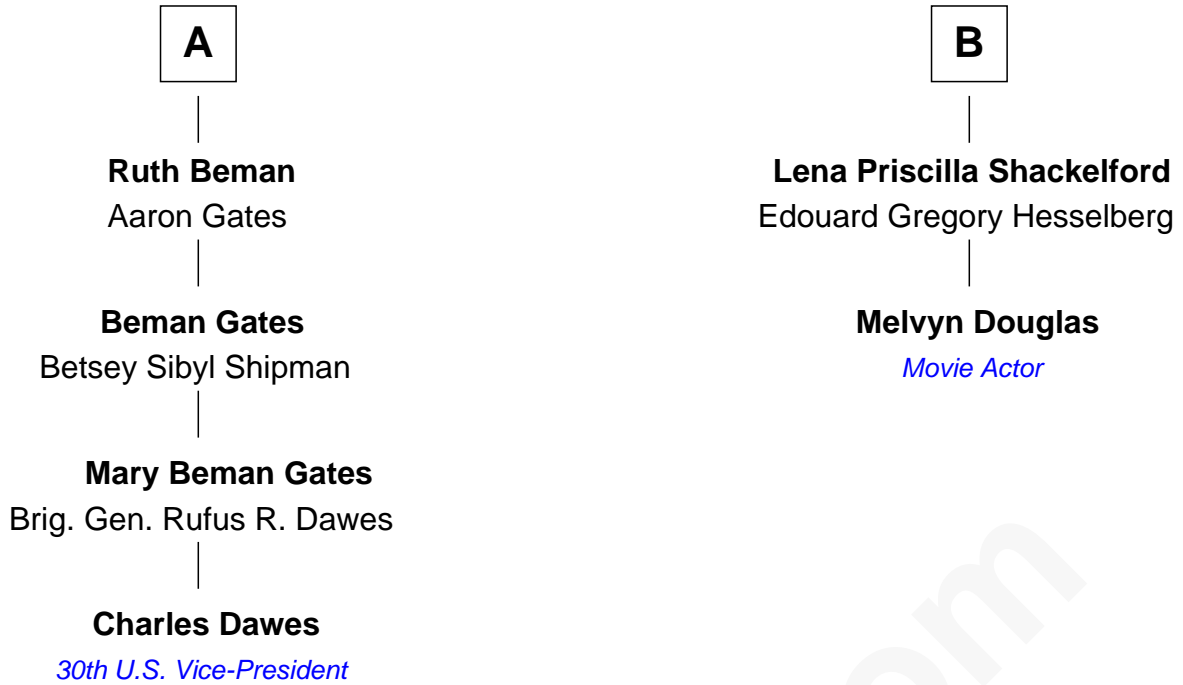 A
Ruth Beman
Aaron Gates
Beman Gates
Betsey Sibyl Shipman
Mary Beman Gates
Brig. Gen. Rufus R. Dawes
Charles Dawes
30th U.S. Vice-President
B
Lena Priscilla Shackelford
Edouard Gregory Hesselberg
Melvyn Douglas
Movie Actor
om